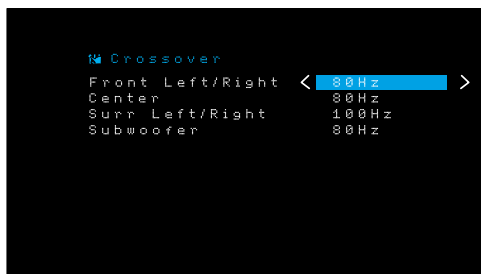 Crossover
Front Left/Right < 80Hz >
Center 80Hz
Surr Left/Right 100Hz
Subwoofer 80Hz